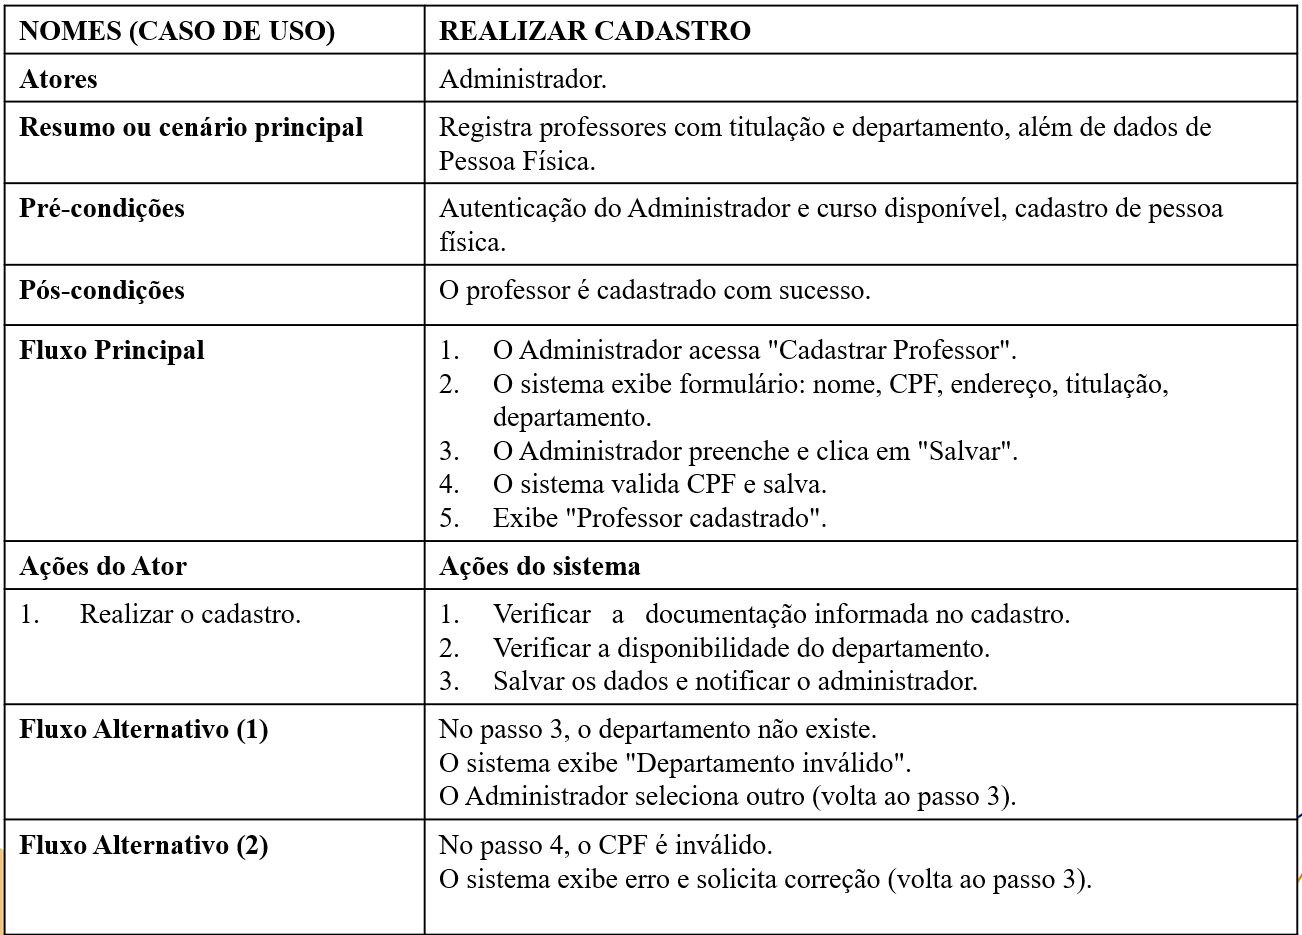 NOMES (CASO DE USO)
REALIZAR CADASTRO
Atores
Administrador.
Resumo ou cenário principal
Registra professores com titulação e departamento, além de dados de
Pessoa Física.
Pré-condições
Autenticação do Administrador e curso disponível, cadastro de pessoa
física.
Pós-condições
O professor é cadastrado com sucesso.
Fluxo Principal
1. O Administrador acessa "Cadastrar Professor".
2. O sistema exibe formulário: nome, CPF, endereço, titulação,
departamento.
3. O Administrador preenche e clica em "Salvar".
4. O sistema valida CPF e salva.
5. Exibe "Professor cadastrado".
Ações do Ator
Ações do sistema
1. Realizar o cadastro.
1. Verificar a documentação informada no cadastro.
2. Verificar a disponibilidade do departamento.
3. Salvar os dados e notificar o administrador.
Fluxo Alternativo (1)
No passo 3, o departamento não existe.
O sistema exibe "Departamento inválido".
O Administrador seleciona outro (volta ao passo 3).
Fluxo Alternativo (2)
No passo 4, o CPF é inválido.
O sistema exibe erro e solicita correção (volta ao passo 3).